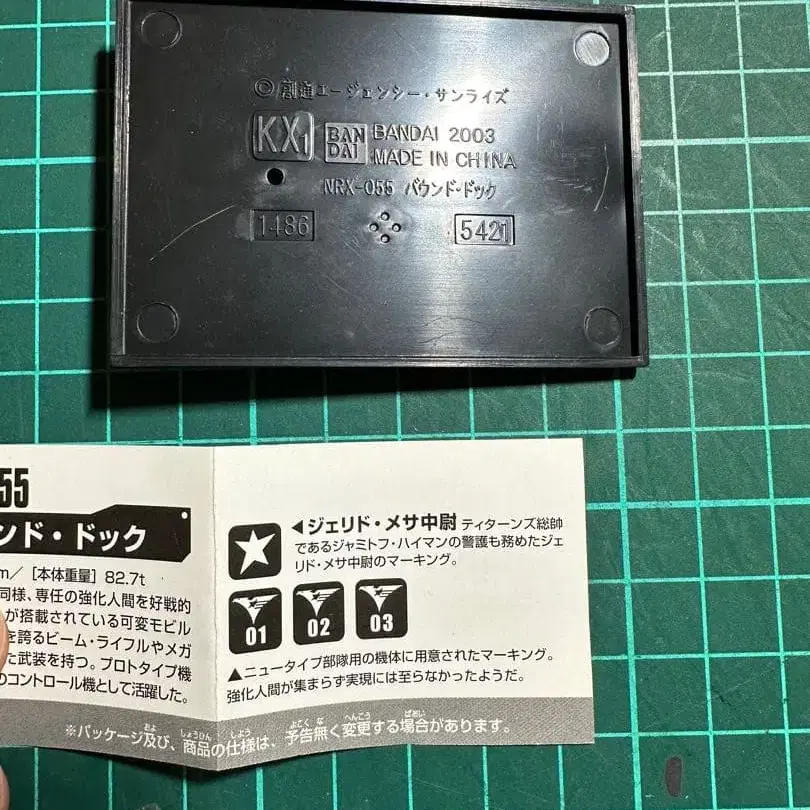 © 創通エージェンシー・サンライズ
KX1 BAN DAI BANDAI 2003
MADE IN CHINA
NRX-055 バウンド・ドック
1486 5421
55
ンド・ドック
m/［本体重量］82.7t
同様、専任の強化人間を好戦的
が搭載されている可変モビル
を誇るビーム・ライフルやメガ
た武装を持つ。プロトタイプ機
のコントロール機として活躍した。
◀ジェリド・メサ中尉 ティターンズ総帥
であるジャミトフ・ハイマンの警護も務めたジェ
リド・メサ中尉のマーキング。
01 02 03
▲ニュータイプ部隊用の機体に用意されたマーキング。
強化人間が集まらず実現には至らなかったようだ。
※パッケージ及び、商品の仕様は、予告無く変更する場合があります。